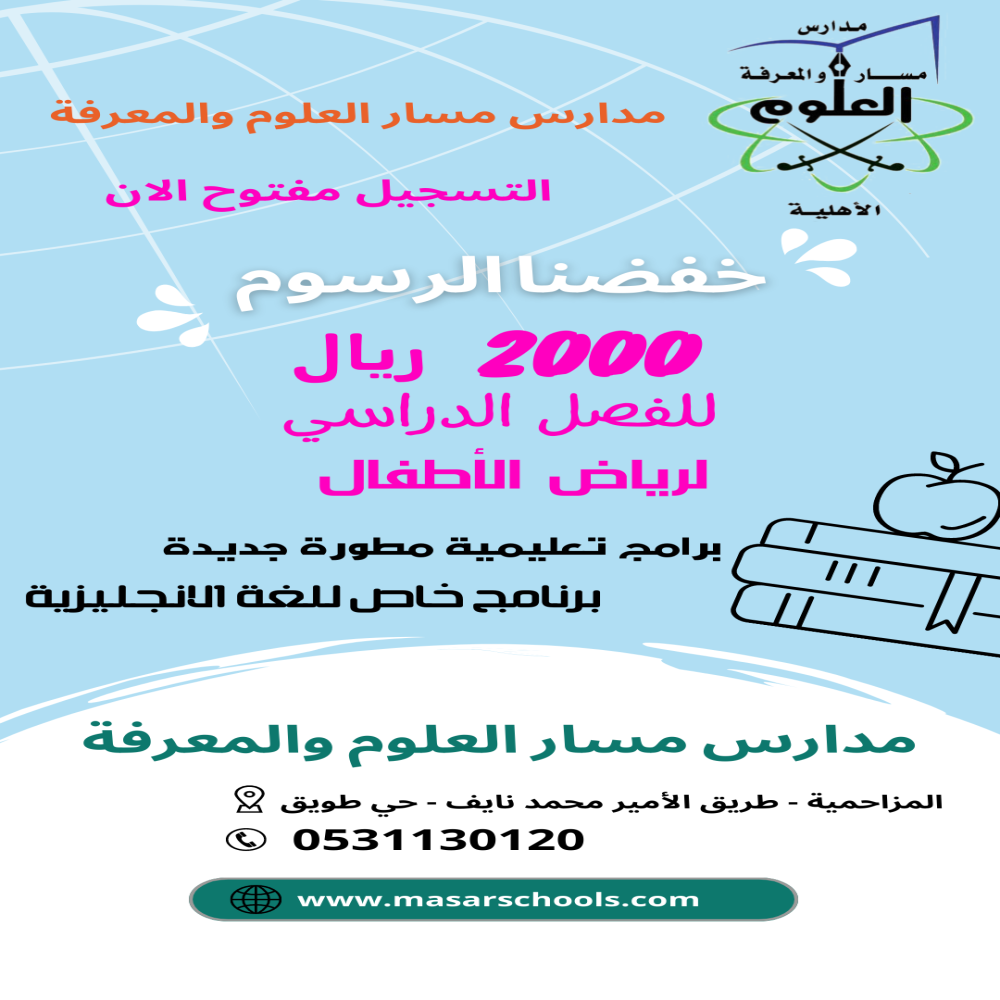 مدارس
مسار والمعرفة
العلوم
الأهلية
مدارس مسار العلوم والمعرفة
التسجيل مفتوح الان
خفضنا الرسوم
2000 ريال
للفصل الدراسي
لرياض الأطفال
برامج تعليمية مطورة جديدة
برنامج خاص للغة الانجليزية
مدارس مسار العلوم والمعرفة
المزاحمية - طريق الأمير محمد نايف - حي طويق
0531130120
www.masarschools.com